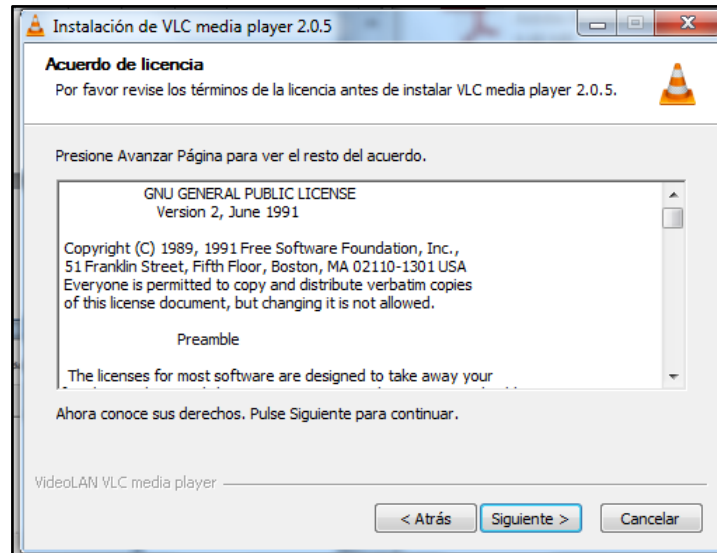 Instalación de VLC media player 2.0.5
Acuerdo de licencia
Por favor revise los términos de la licencia antes de instalar VLC media player 2.0.5.
Presione Avanzar Página para ver el resto del acuerdo.
GNU GENERAL PUBLIC LICENSE
Version 2, June 1991
Copyright (C) 1989, 1991 Free Software Foundation, Inc.,
51 Franklin Street, Fifth Floor, Boston, MA 02110-1301 USA
Everyone is permitted to copy and distribute verbatim copies
of this license document, but changing it is not allowed.
Preamble
The licenses for most software are designed to take away your
Ahora conoce sus derechos. Pulse Siguiente para continuar.
VideoLAN VLC media player
< Atrás Siguiente > Cancelar